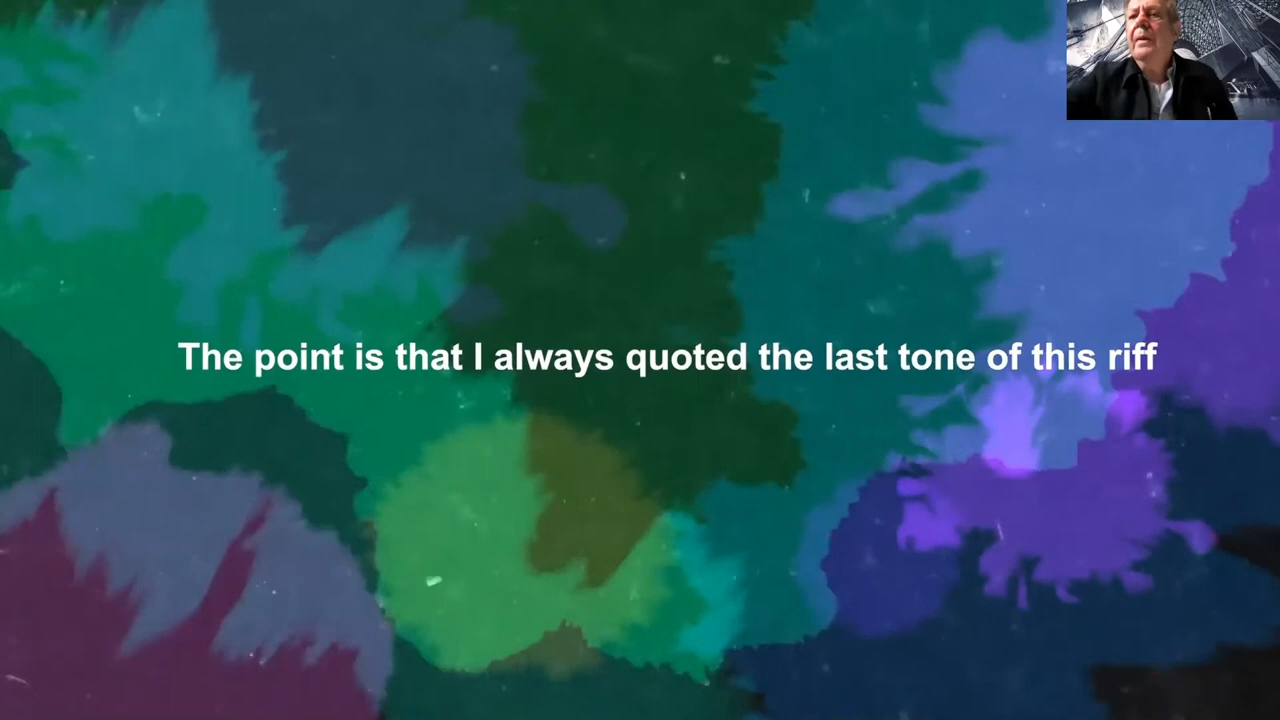 The point is that I always quoted the last tone of this riff